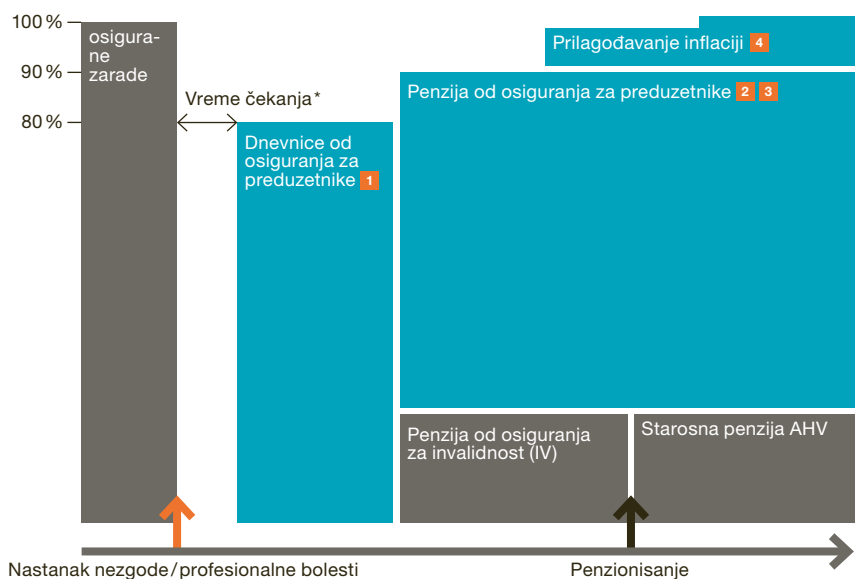 100 %
90 %
80 %
osigura-
ne
zarade
Vreme čekanja*
Dnevnice od
osiguranja za
preduzetnike 1
Prilagođavanje inflaciji 4
Penzija od osiguranja za preduzetnike 2 3
Penzija od osiguranja
za invalidnost (IV)
Starosna penzija AHV
Nastanak nezgode/profesionalne bolesti
Penzionisanje